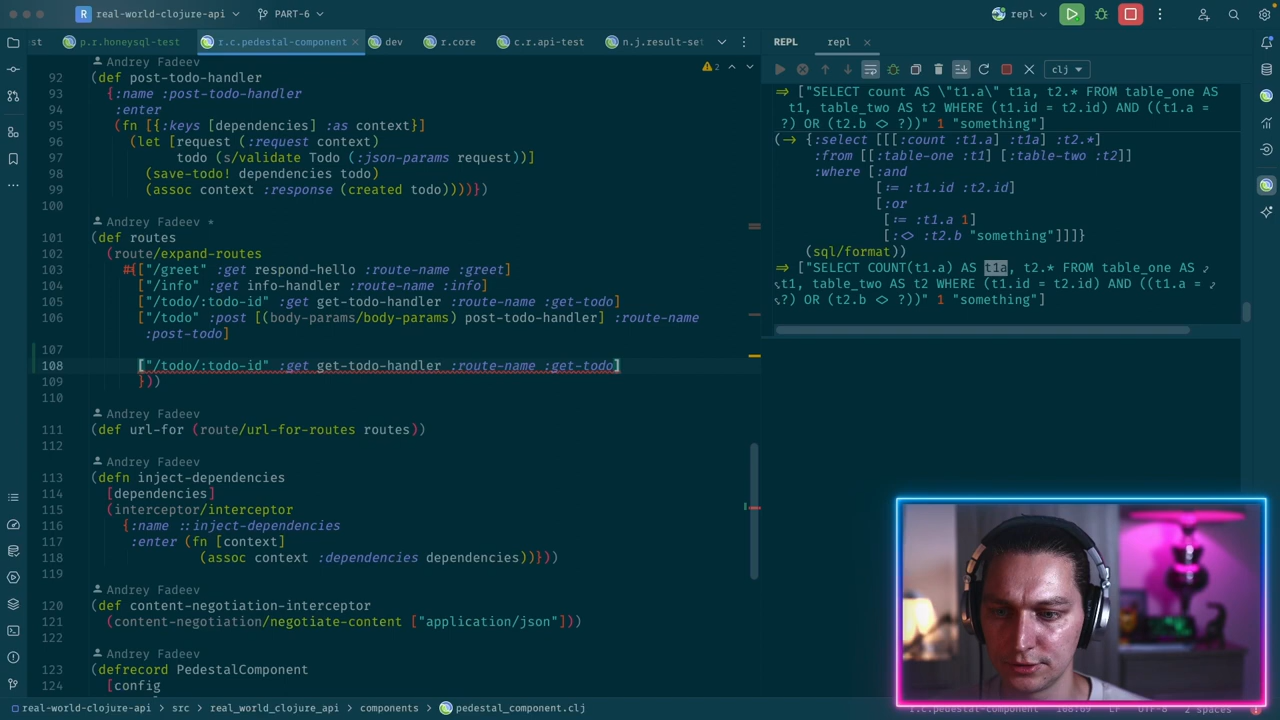 real-world-clojure-api
PART-6
repl
st
p.r.honeysql-test
r.c.pedestal-component
dev
r.core
c.r.api-test
n.j.result-set
REPL
repl
clj
2
Andrey Fadeev
92 (def post-todo-handler
93 {:name :post-todo-handler
94 :enter
95 (fn [{:keys [dependencies] :as context}]
96 (let [request (:request context)
97 todo (s/validate Todo (:json-params request))]
98 (save-todo! dependencies todo)
99 (assoc context :response (created todo))))})
100
Andrey Fadeev *
101 (def routes
102 (route/expand-routes
103 #{["/greet" :get respond-hello :route-name :greet]
104 ["/info" :get info-handler :route-name :info]
105 ["/todo/:todo-id" :get get-todo-handler :route-name :get-todo]
106 ["/todo" :post [(body-params/body-params) post-todo-handler] :route-name
:post-todo]
107
108 ["/todo/:todo-id" :get get-todo-handler :route-name :get-todo]
109 }))
110
Andrey Fadeev
111 (def url-for (route/url-for-routes routes))
112
Andrey Fadeev
113 (defn inject-dependencies
114 [dependencies]
115 (interceptor/interceptor
116 {:name ::inject-dependencies
117 :enter (fn [context]
118 (assoc context :dependencies dependencies))}))
119
Andrey Fadeev
120 (def content-negotiation-interceptor
121 (content-negotiation/negotiate-content ["application/json"]))
122
Andrey Fadeev
123 (defrecord PedestalComponent
124 [config
=> ["SELECT count AS \"t1.a\" t1a, t2.* FROM table_one AS
t1, table_two AS t2 WHERE (t1.id = t2.id) AND ((t1.a =
?) OR (t2.b <> ?))" 1 "something"]
(-> {:select [[[:count :t1.a] :t1a] :t2.*]
:from [[:table-one :t1] [:table-two :t2]]
:where [:and
[:= :t1.id :t2.id]
[:or
[:= :t1.a 1]
[:<> :t2.b "something"]]]}
(sql/format))
=> ["SELECT COUNT(t1.a) AS t1a, t2.* FROM table_one AS
t1, table_two AS t2 WHERE (t1.id = t2.id) AND ((t1.a =
?) OR (t2.b <> ?))" 1 "something"]
real-world-clojure-api > src > real_world_clojure_api > components > pedestal_component.clj
r.c.pedestal-component
2 spaces